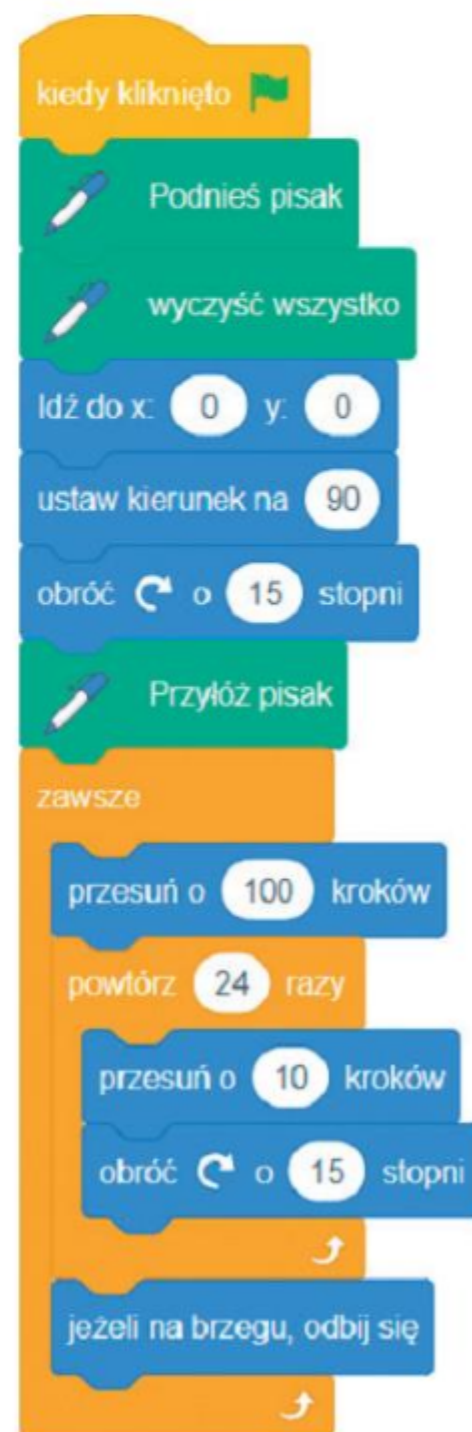 kiedy kliknięto
Podnieś pisak
wyczyść wszystko
Idź do x: 0 y: 0
ustaw kierunek na 90
obróć o 15 stopni
Przyłóż pisak
zawsze
przesuń o 100 kroków
powtórz 24 razy
przesuń o 10 kroków
obróć o 15 stopni
jeżeli na brzegu, odbij się